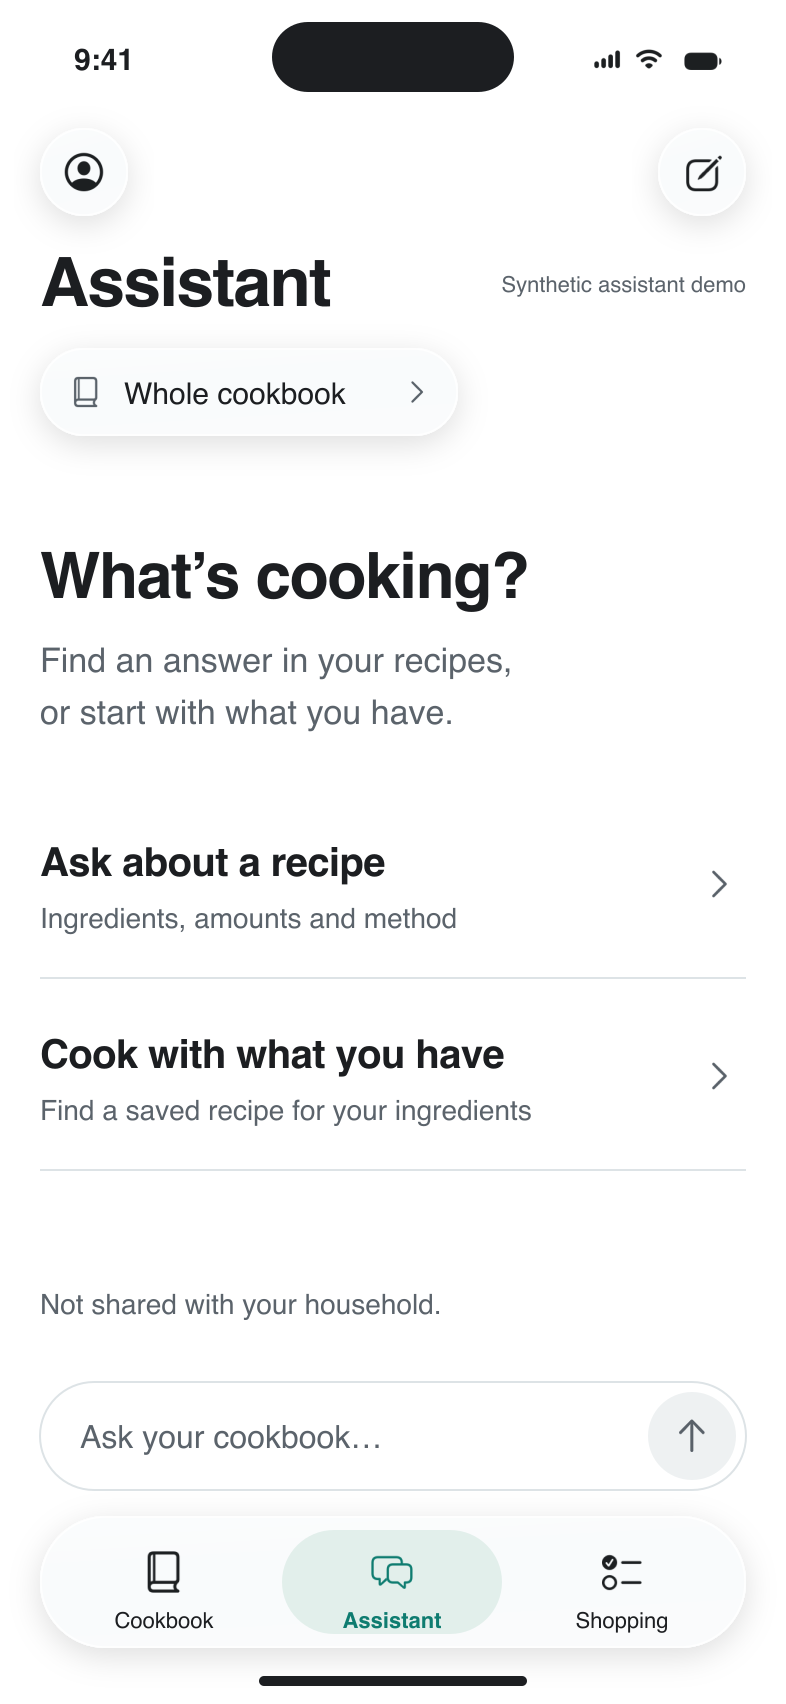 9:41
Assistant
Synthetic assistant demo
Whole cookbook
What’s cooking?
Find an answer in your recipes,
or start with what you have.
Ask about a recipe
Ingredients, amounts and method
Cook with what you have
Find a saved recipe for your ingredients
Not shared with your household.
Ask your cookbook…
Cookbook
Assistant
Shopping